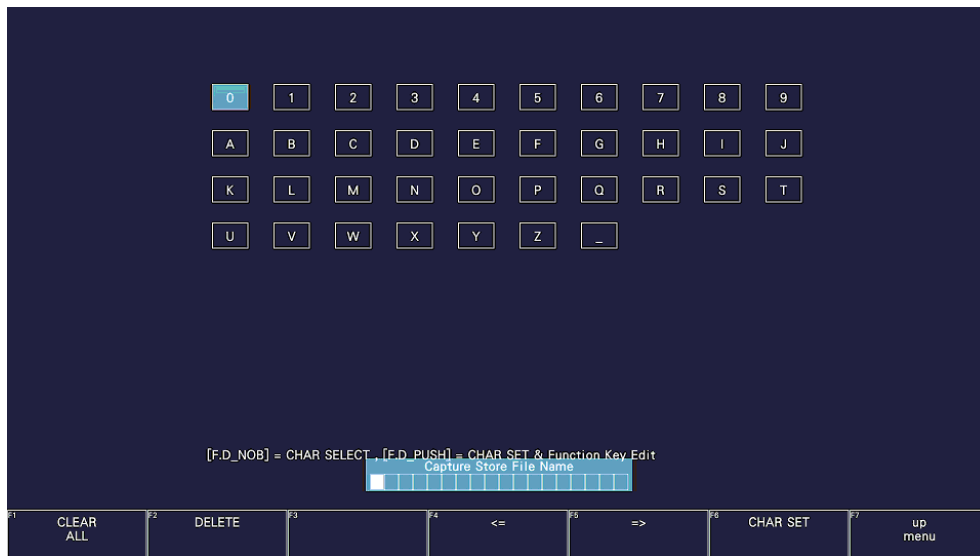 0 1 2 3 4 5 6 7 8 9
A B C D E F G H I J
K L M N O P Q R S T
U V W X Y Z _
[F.D_NOB] = CHAR SELECT , [F.D_PUSH] = CHAR SET & Function Key Edit
Capture Store File Name
F1 CLEAR ALL
F2 DELETE
F3
F4 <=
F5 =>
F6 CHAR SET
F7 up menu